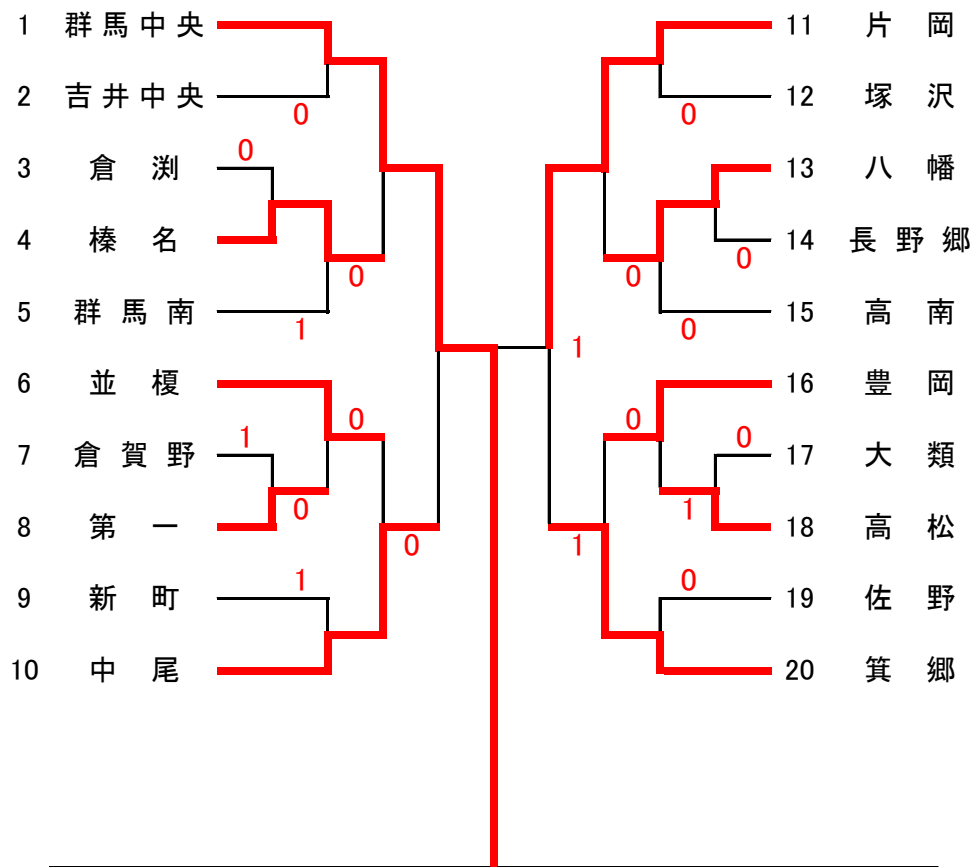 1 群馬中央 11 片岡
2 吉井中央 0 0 12 塚沢
0
3 倉渕 13 八幡
4 榛名 0 0 14 長野郷 0
5 群馬南 1 0 15 高南
1
6 並榎 0 0 16 豊岡
1 0
7 倉賀野 0 1 17 大類
8 第一 0 1 18 高松
9 新町 1 0 19 佐野
10 中尾 20 箕郷